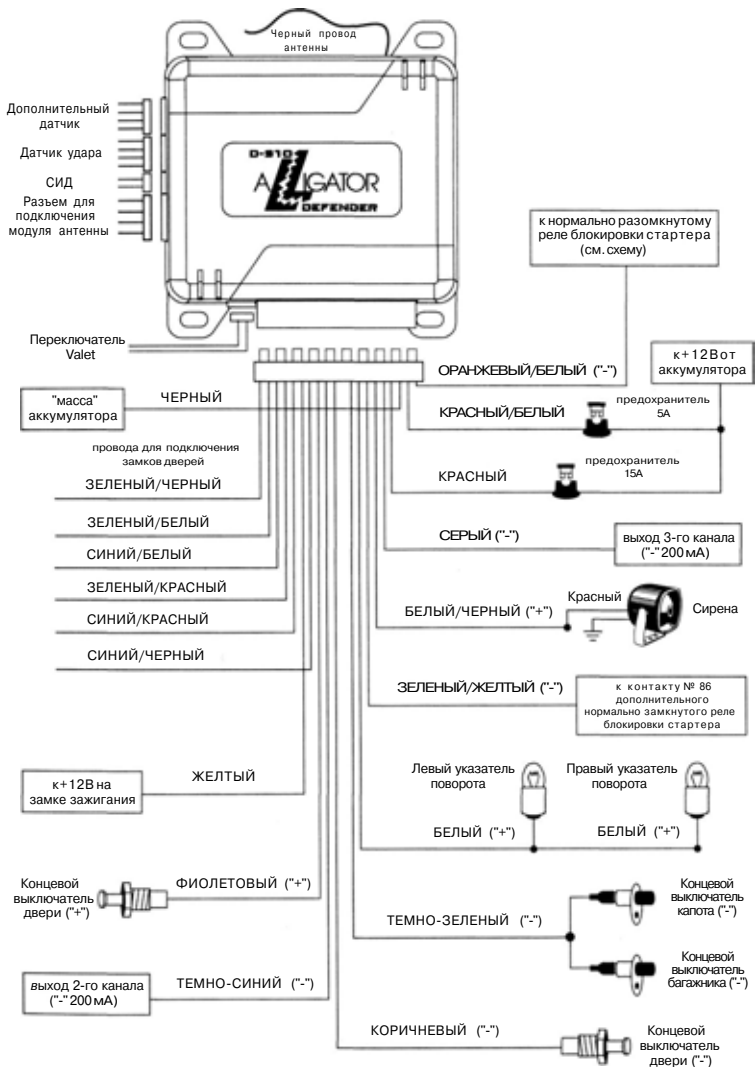 Черный провод
антенны
Дополнительный
датчик
Датчик удара
СИД
Разъем для
подключения
модуля антенны
D-910
ALLIGATOR
DEFENDER
к нормально разомкнутому
реле блокировки стартера
(см. схему)
Переключатель
Valet
ОРАНЖЕВЫЙ/БЕЛЫЙ ("-")
к+12В от
аккумулятора
"масса"
аккумулятора
ЧЕРНЫЙ
КРАСНЫЙ/БЕЛЫЙ
предохранитель
5А
провода для подключения
замков дверей
КРАСНЫЙ
предохранитель
15А
ЗЕЛЕНЫЙ/ЧЕРНЫЙ
ЗЕЛЕНЫЙ/БЕЛЫЙ
СИНИЙ/БЕЛЫЙ
ЗЕЛЕНЫЙ/КРАСНЫЙ
СИНИЙ/КРАСНЫЙ
СИНИЙ/ЧЕРНЫЙ
СЕРЫЙ ("-")
выход 3-го канала
("-" 200 мА)
БЕЛЫЙ/ЧЕРНЫЙ ("+")
Красный
Сирена
ЗЕЛЕНЫЙ/ЖЕЛТЫЙ ("-")
к контакту № 86
дополнительного
нормально замкнутого реле
блокировки стартера
к+12В на
замке зажигания
ЖЕЛТЫЙ
Левый указатель
поворота
Правый указатель
поворота
БЕЛЫЙ ("+")
БЕЛЫЙ ("+")
Концевой
выключатель
двери ("+")
ФИОЛЕТОВЫЙ ("+")
ТЕМНО-ЗЕЛЕНЫЙ ("-")
Концевой
выключатель
капота ("-")
Концевой
выключатель
багажника ("-")
выход 2-го канала
("-" 200 мА)
ТЕМНО-СИНИЙ ("-")
КОРИЧНЕВЫЙ ("-")
Концевой
выключатель
двери ("-")